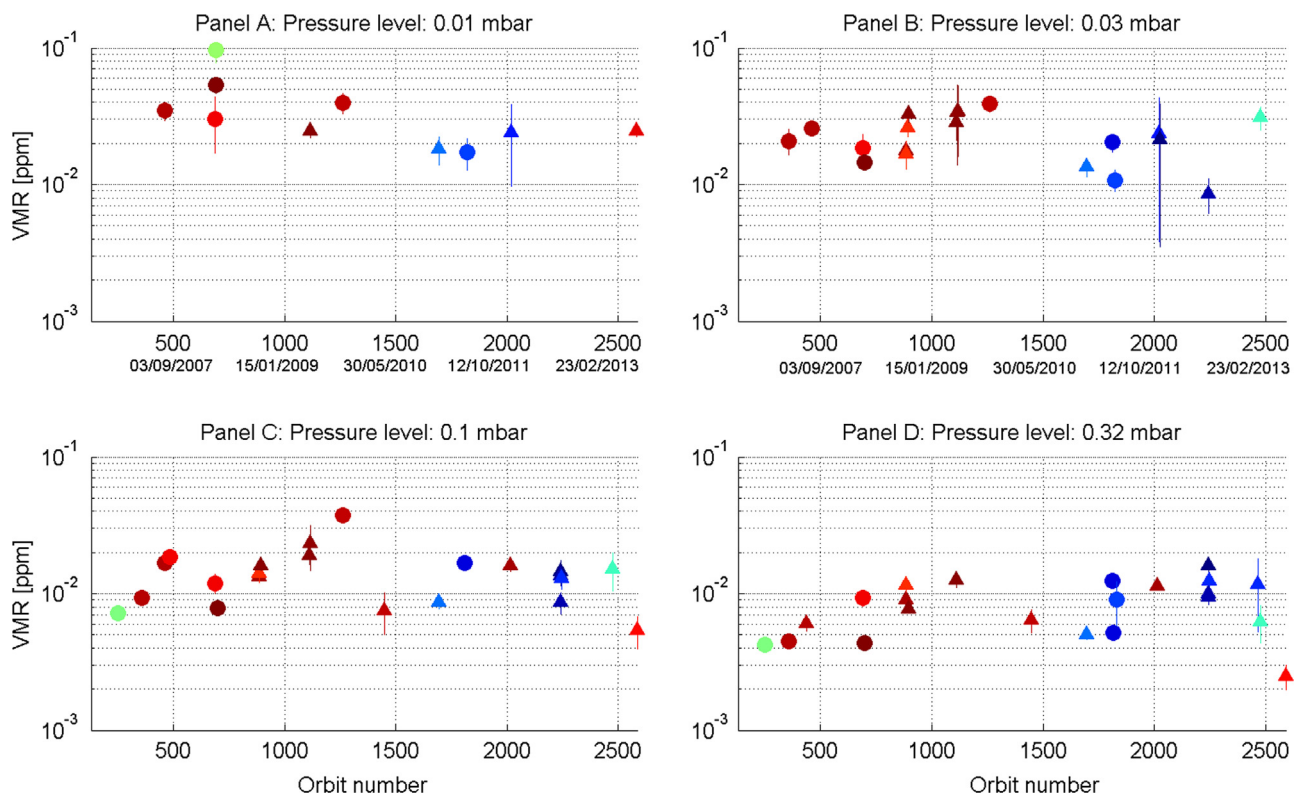 Panel A: Pressure level: 0.01 mbar
10⁻¹
10⁻²
10⁻³
VMR [ppm]
500 1000 1500 2000 2500
03/09/2007 15/01/2009 30/05/2010 12/10/2011 23/02/2013
Panel B: Pressure level: 0.03 mbar
10⁻¹
10⁻²
10⁻³
VMR [ppm]
500 1000 1500 2000 2500
03/09/2007 15/01/2009 30/05/2010 12/10/2011 23/02/2013
Panel C: Pressure level: 0.1 mbar
10⁻¹
10⁻²
10⁻³
VMR [ppm]
500 1000 1500 2000 2500
Orbit number
Panel D: Pressure level: 0.32 mbar
10⁻¹
10⁻²
10⁻³
VMR [ppm]
500 1000 1500 2000 2500
Orbit number